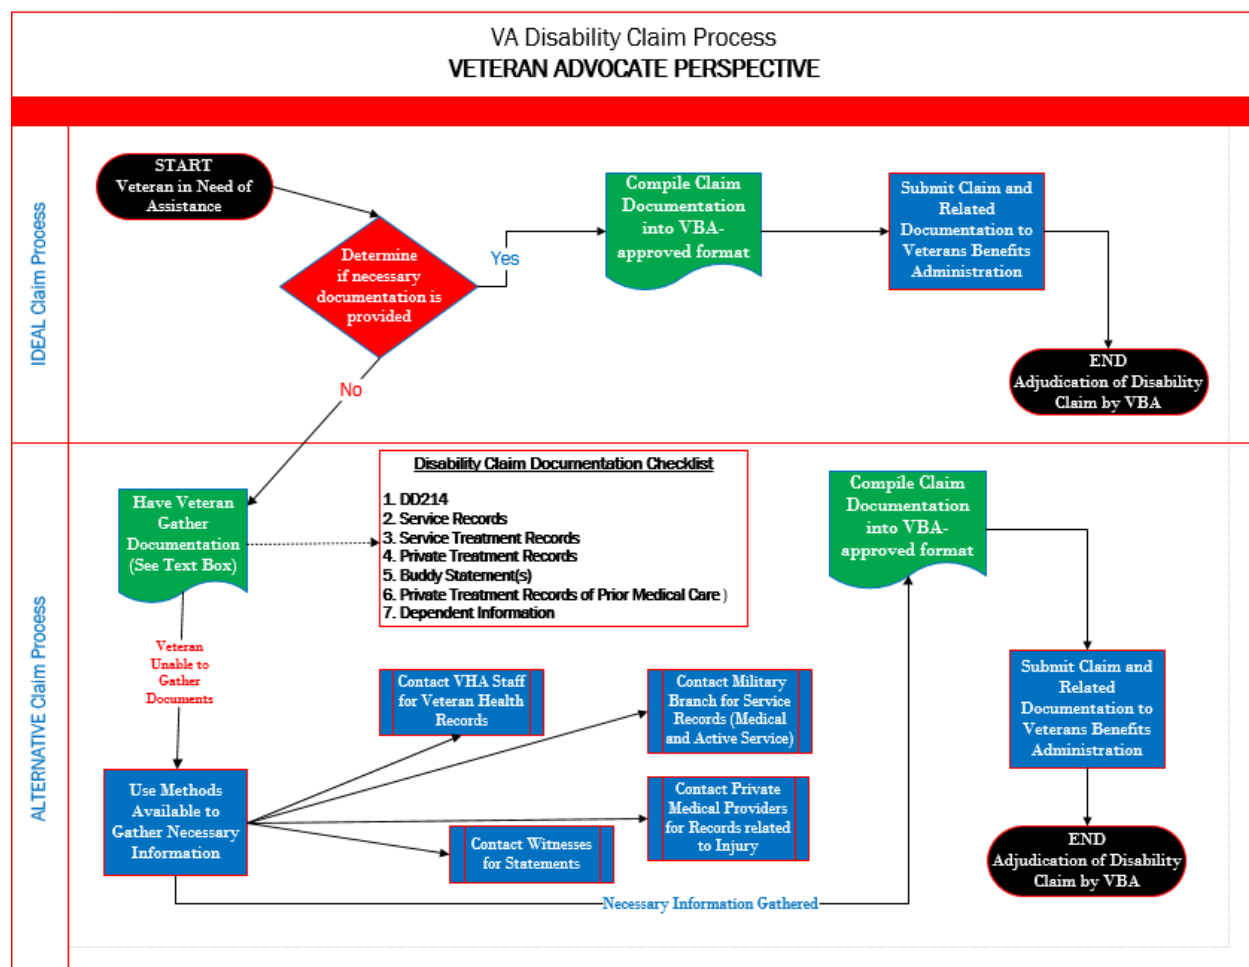 VA Disability Claim Process
VETERAN ADVOCATE PERSPECTIVE
IDEAL Claim Process
START
Veteran in Need of
Assistance
Determine
if necessary
documentation is
provided
Yes
No
Compile Claim
Documentation
into VBA-
approved format
Submit Claim and
Related
Documentation to
Veterans Benefits
Administration
END
Adjudication of Disability
Claim by VBA
ALTERNATIVE Claim Process
Have Veteran
Gather
Documentation
(See Text Box)
Disability Claim Documentation Checklist
1. DD214
2. Service Records
3. Service Treatment Records
4. Private Treatment Records
5. Buddy Statement(s)
6. Private Treatment Records of Prior Medical Care )
7. Dependent Information
Veteran
Unable to
Gather
Documents
Use Methods
Available to
Gather Necessary
Information
Contact VHA Staff
for Veteran Health
Records
Contact Military
Branch for Service
Records (Medical
and Active Service)
Contact Private
Medical Providers
for Records related
to Injury
Contact Witnesses
for Statements
Necessary Information Gathered
Compile Claim
Documentation
into VBA-
approved format
Submit Claim and
Related
Documentation to
Veterans Benefits
Administration
END
Adjudication of Disability
Claim by VBA